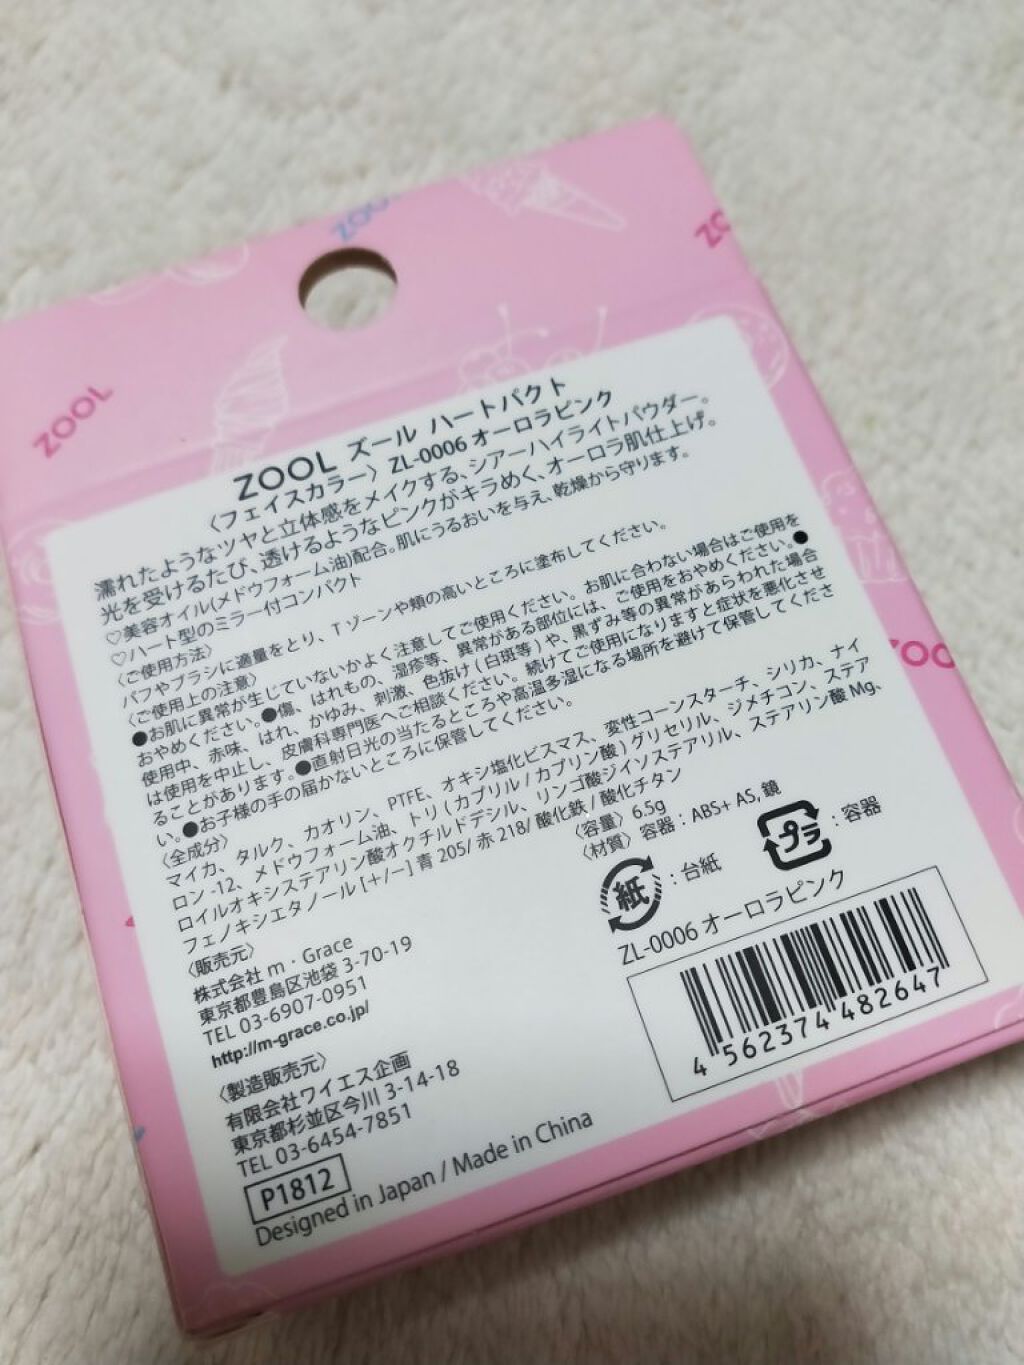 ZOOL
ZOOL
ZOOL ズール ハートパクト
〈フェイスカラー〉 ZL-0006 オーロラピンク
濡れたようなツヤと立体感をメイクする、シアーハイライトパウダー。
光を受けるたび、透けるようなピンクがキラめく、オーロラ肌仕上げ。
♡美容オイル(メドウフォーム油)配合。肌にうるおいを与え、乾燥から守ります。
♡ハート型のミラー付コンパクト
〈ご使用方法〉
パフやブラシに適量をとり、Tゾーンや頬の高いところに塗布してください。
〈ご使用上の注意〉
●お肌に異常が生じていないかよく注意してご使用ください。お肌に合わない場合はご使用を
おやめください。●傷、はれもの、湿疹等、異常がある部位には、ご使用をおやめください。●
使用中、赤味、はれ、かゆみ、刺激、色抜け(白斑等)や、黒ずみ等の異常があらわれた場合
は使用を中止し、皮膚科専門医へご相談ください。続けてご使用になりますと症状を悪化させ
ることがあります。●直射日光の当たるところや高温多湿になる場所を避けて保管してくださ
い。●お子様の手の届かないところに保管してください。
〈全成分〉
マイカ、タルク、カオリン、PTFE、オキシ塩化ビスマス、変性コーンスターチ、シリカ、ナイ
ロン-12、メドウフォーム油、トリ(カプリル/カプリン酸)グリセリル、ジメチコン、ステア
ロイルオキシステアリン酸オクチルドデシル、リンゴ酸ジイソステアリル、ステアリン酸Mg、
フェノキシエタノール[+/−]青205/赤218/酸化鉄/酸化チタン
〈容量〉6.5g
〈材質〉容器：ABS+AS, 鏡
紙：台紙
プラ：容器
〈販売元〉
株式会社 m・Grace
東京都豊島区池袋 3-70-19
TEL 03-6907-0951
http://m-grace.co.jp/
〈製造販売元〉
有限会社ワイエス企画
東京都杉並区今川 3-14-18
TEL 03-6454-7851
P1812
Designed in Japan / Made in China
ZL-0006 オーロラピンク
4 562374 482647